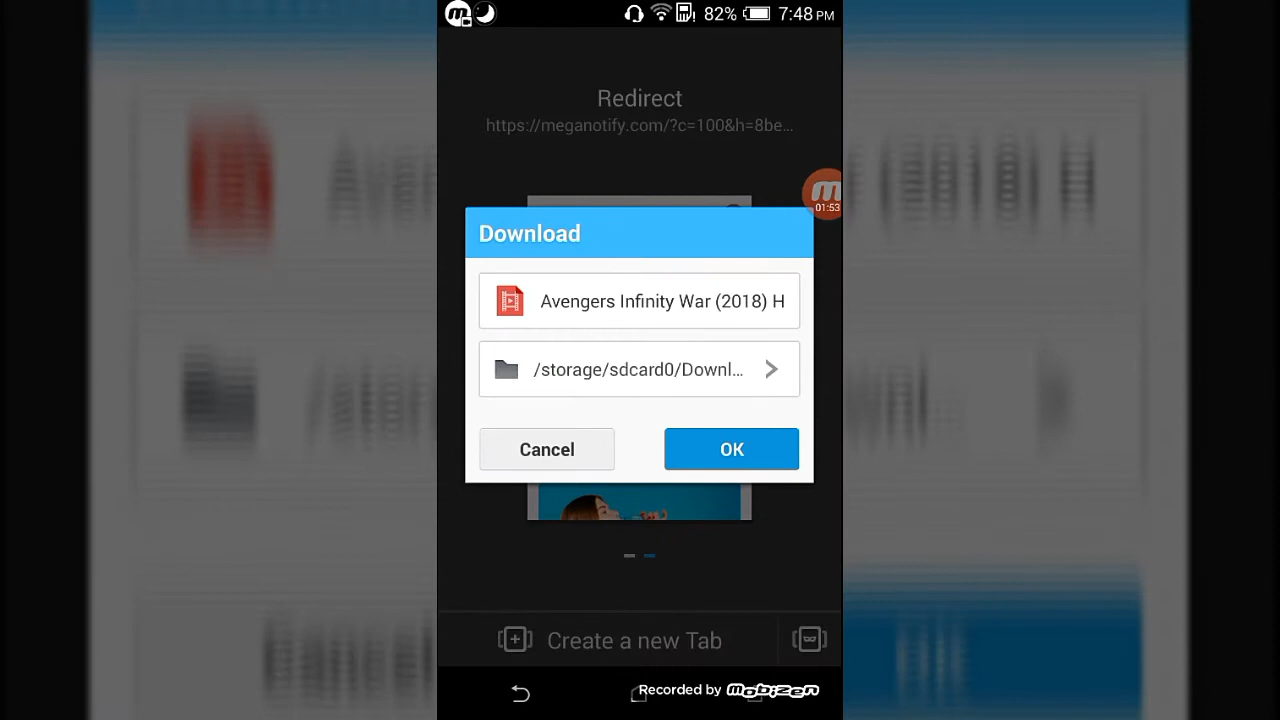 82% 7:48 PM
Redirect
https://meganotify.com/?c=100&h=8be...
01:53
Download
Avengers Infinity War (2018) H
/storage/sdcard0/Downl...
Cancel
OK
Create a new Tab
Recorded by mobizen